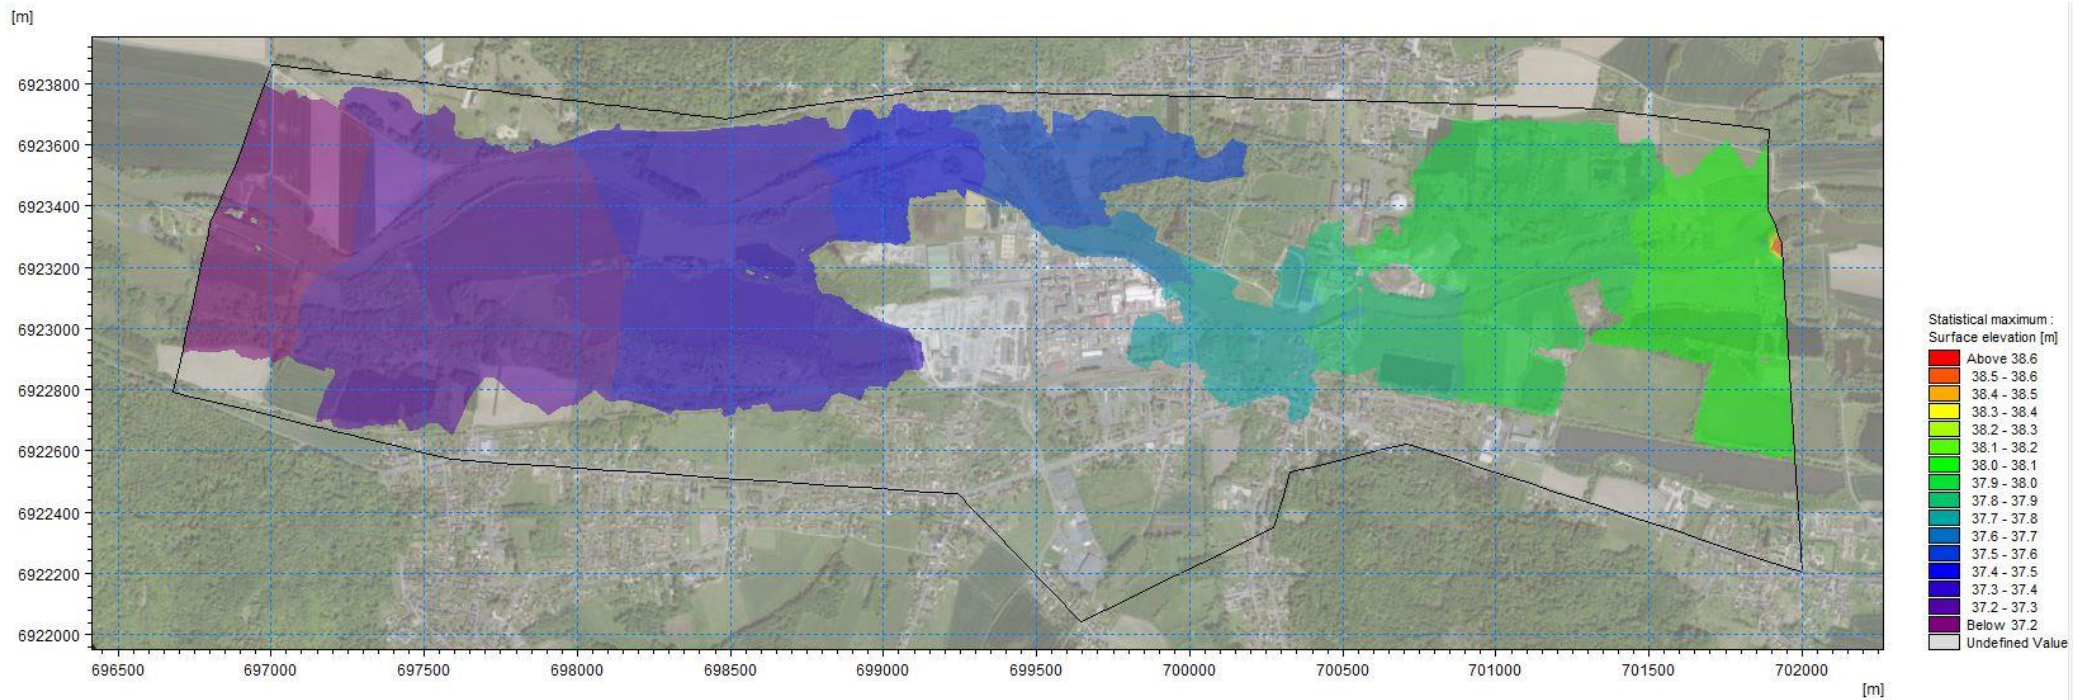 [m]
6923800
6923600
6923400
6923200
6923000
6922800
6922600
6922400
6922200
6922000
696500 697000 697500 698000 698500 699000 699500 700000 700500 701000 701500 702000
[m]
Statistical maximum :
Surface elevation [m]
Above 38.6
38.5 - 38.6
38.4 - 38.5
38.3 - 38.4
38.2 - 38.3
38.1 - 38.2
38.0 - 38.1
37.9 - 38.0
37.8 - 37.9
37.7 - 37.8
37.6 - 37.7
37.5 - 37.6
37.4 - 37.5
37.3 - 37.4
37.2 - 37.3
Below 37.2
Undefined Value